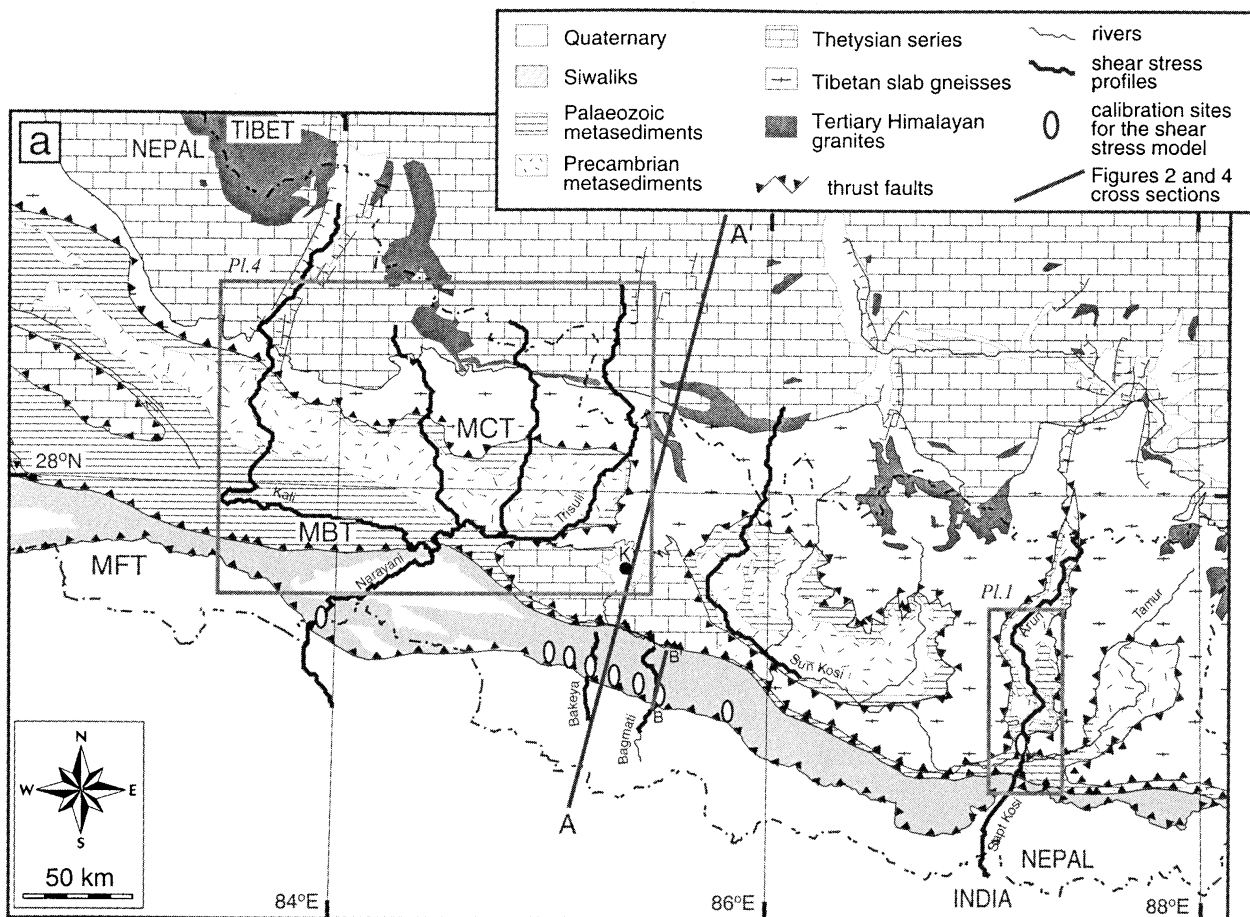 Quaternary
Siwaliks
Palaeozoic
metasediments
Precambrian
metasediments
Thetysian series
Tibetan slab gneisses
Tertiary Himalayan
granites
thrust faults
rivers
shear stress
profiles
calibration sites
for the shear
stress model
Figures 2 and 4
cross sections
a
TIBET
NEPAL
A'
Pl.4
MCT
28°N
Kali
Trisuli
MBT
K
MFT
Narayani
Pl.1
Arun
Tamur
Sun Kosi
B'
B
Bakeya
Bagmati
A
Sapt Kosi
NEPAL
INDIA
N
W
E
S
50 km
84°E
86°E
88°E